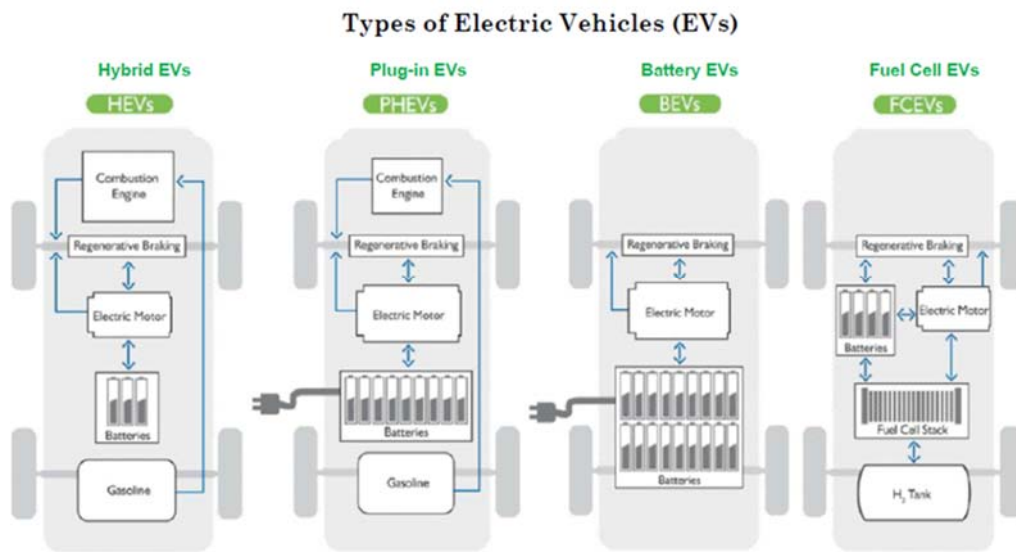 Types of Electric Vehicles (EVs)
Hybrid EVs
HEVs
Combustion
Engine
Regenerative Braking
Electric Motor
Batteries
Gasoline
Plug-in EVs
PHEVs
Combustion
Engine
Regenerative Braking
Electric Motor
Batteries
Gasoline
Battery EVs
BEVs
Regenerative Braking
Electric Motor
Batteries
Fuel Cell EVs
FCEVs
Regenerative Braking
Electric Motor
Batteries
Fuel Cell Stack
H₂ Tank